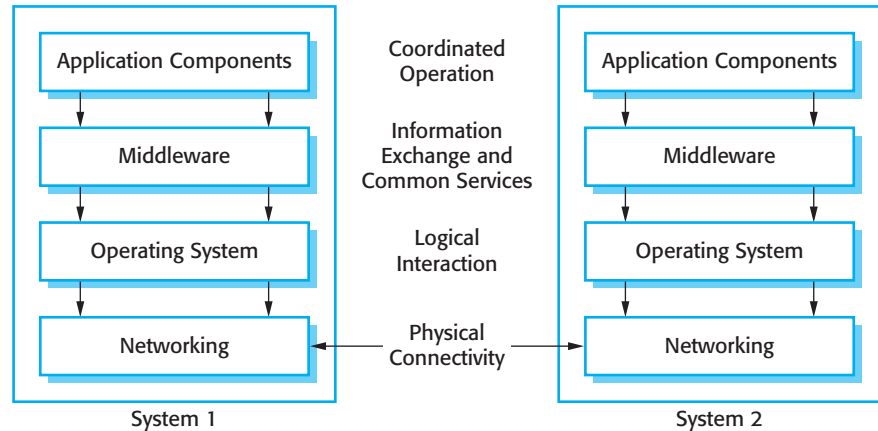 Application Components
Coordinated
Operation
Application Components
Middleware
Information
Exchange and
Common Services
Middleware
Operating System
Logical
Interaction
Operating System
Networking
Physical
Connectivity
Networking
System 1
System 2